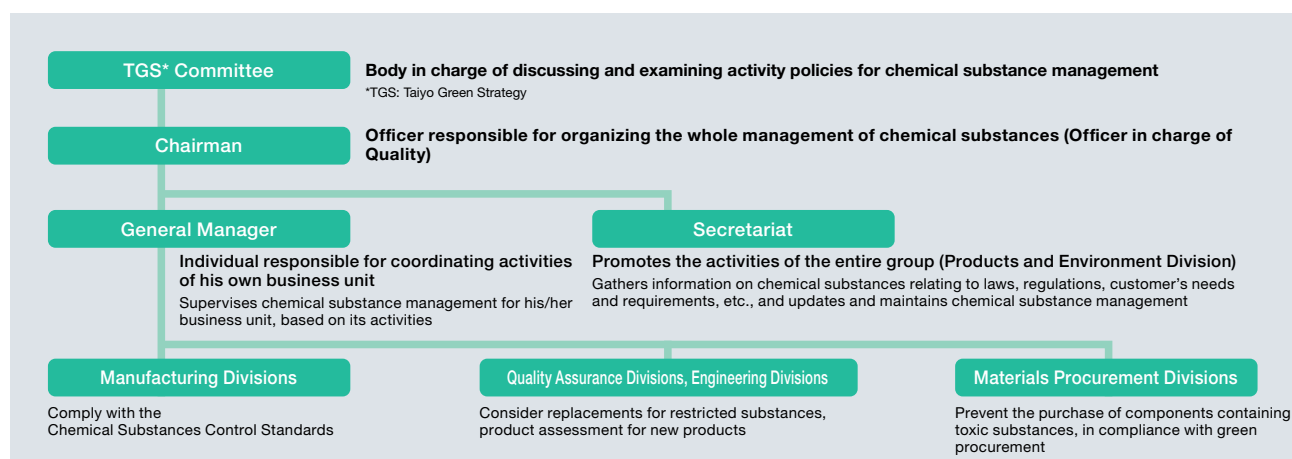 TGS* Committee
Body in charge of discussing and examining activity policies for chemical substance management
*TGS: Taiyo Green Strategy
Chairman
Officer responsible for organizing the whole management of chemical substances (Officer in charge of
Quality)
General Manager
Individual responsible for coordinating activities
of his own business unit
Supervises chemical substance management for his/her
business unit, based on its activities
Secretariat
Promotes the activities of the entire group (Products and Environment Division)
Gathers information on chemical substances relating to laws, regulations, customer's needs
and requirements, etc., and updates and maintains chemical substance management
Manufacturing Divisions
Comply with the
Chemical Substances Control Standards
Quality Assurance Divisions, Engineering Divisions
Consider replacements for restricted substances,
product assessment for new products
Materials Procurement Divisions
Prevent the purchase of components containing
toxic substances, in compliance with green
procurement